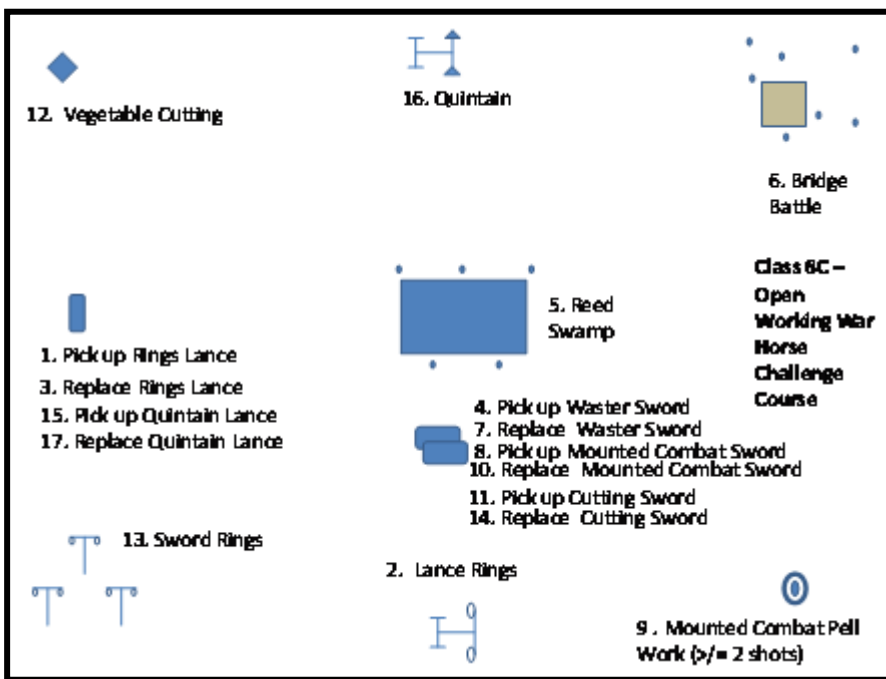 12. Vegetable Cutting
16. Quintain
6. Bridge
Battle
1. Pick up Rings Lance
3. Replace Rings Lance
15. Pick up Quintain Lance
17. Replace Quintain Lance
5. Reed
Swamp
Class 6C –
Open
Working War
Horse
Challenge
Course
4. Pick up Waster Sword
7. Replace Waster Sword
8. Pick up Mounted Combat Sword
10. Replace Mounted Combat Sword
11. Pick up Cutting Sword
14. Replace Cutting Sword
13. Sword Rings
2. Lance Rings
9 . Mounted Combat Pell
Work (>/= 2 shots)